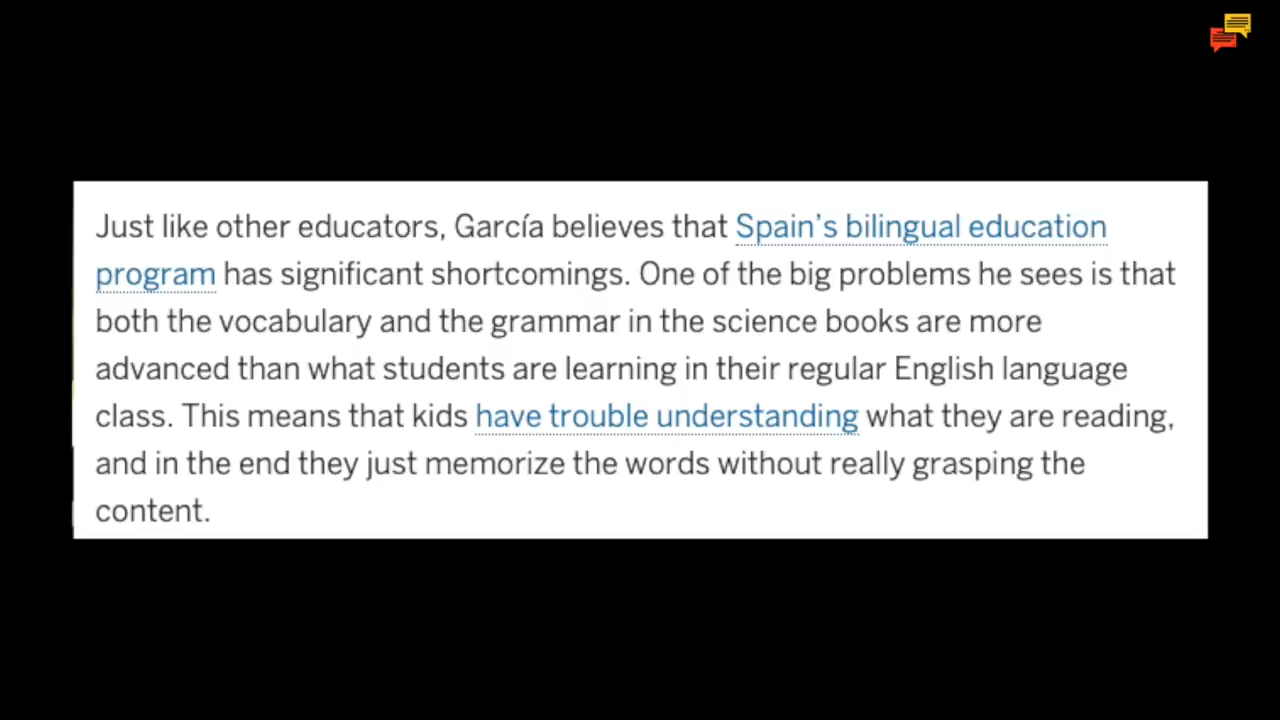 Just like other educators, García believes that Spain's bilingual education
program has significant shortcomings. One of the big problems he sees is that
both the vocabulary and the grammar in the science books are more
advanced than what students are learning in their regular English language
class. This means that kids have trouble understanding what they are reading,
and in the end they just memorize the words without really grasping the
content.